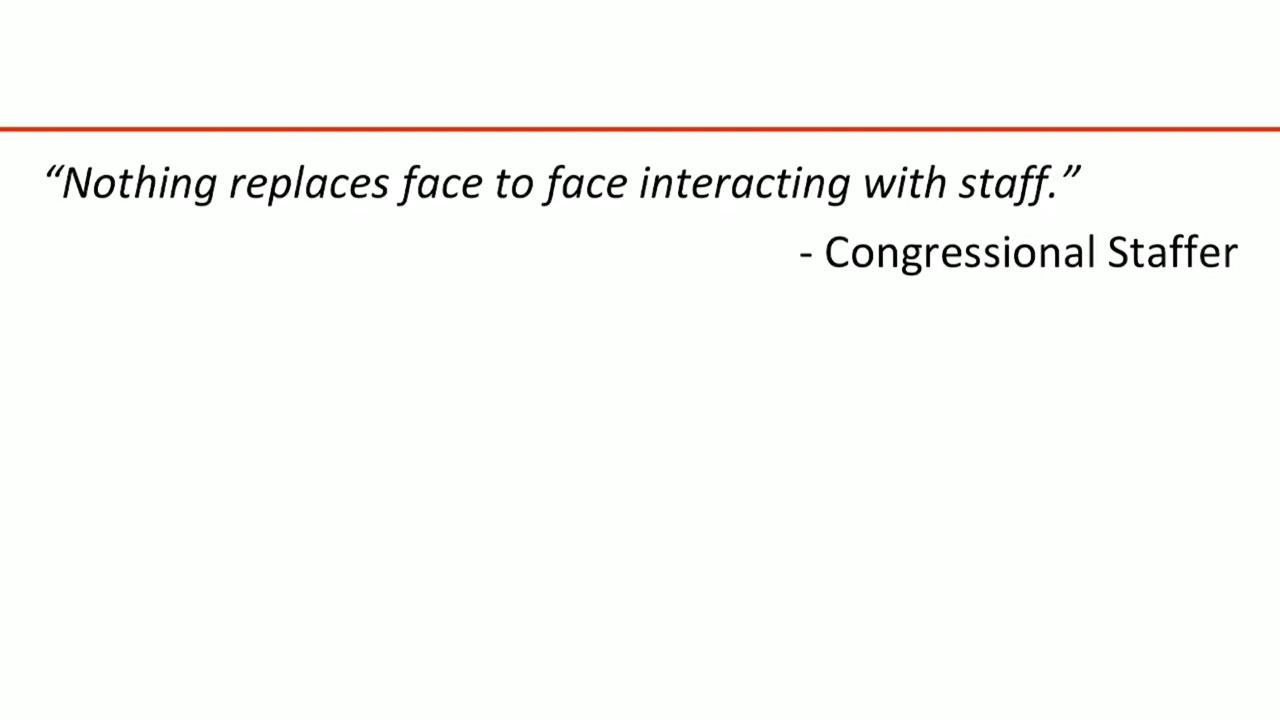 “Nothing replaces face to face interacting with staff.”
- Congressional Staffer